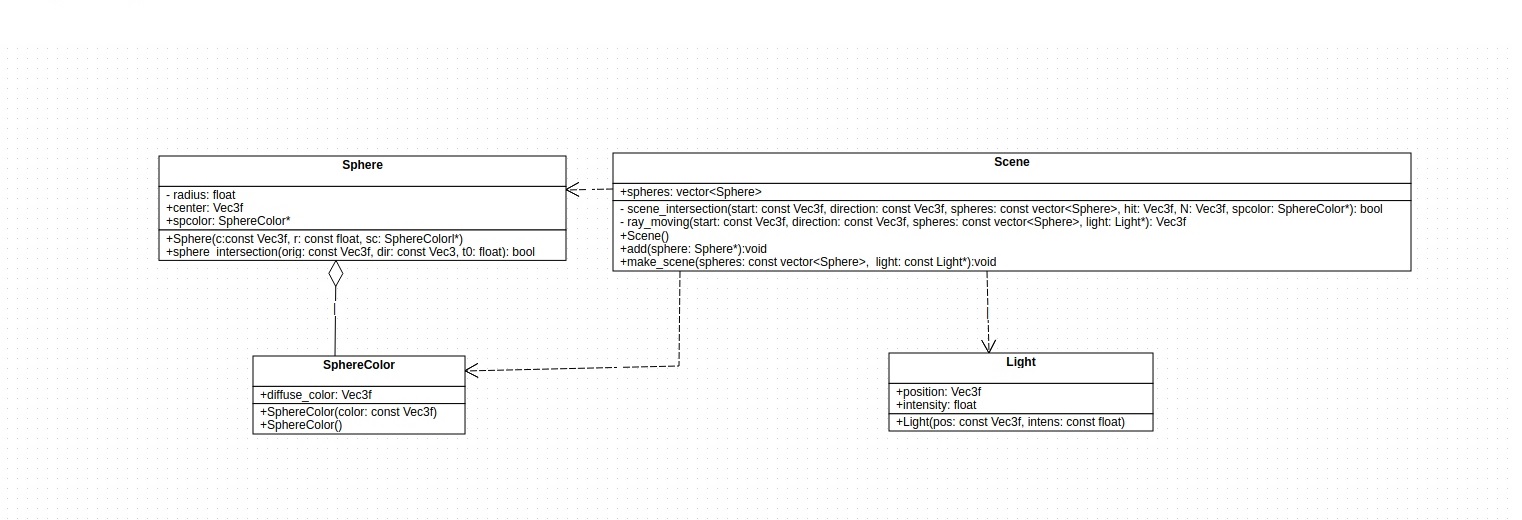 Sphere
- radius: float
+center: Vec3f
+spcolor: SphereColor*
+Sphere(c:const Vec3f, r: const float, sc: SphereColorl*)
+sphere_intersection(orig: const Vec3f, dir: const Vec3, t0: float): bool
Scene
+spheres: vector<Sphere>
- scene_intersection(start: const Vec3f, direction: const Vec3f, spheres: const vector<Sphere>, hit: Vec3f, N: Vec3f, spcolor: SphereColor*): bool
- ray_moving(start: const Vec3f, direction: const Vec3f, spheres: const vector<Sphere>, light: Light*): Vec3f
+Scene()
+add(sphere: Sphere*):void
+make_scene(spheres: const vector<Sphere>, light: const Light*):void
SphereColor
+diffuse_color: Vec3f
+SphereColor(color: const Vec3f)
+SphereColor()
Light
+position: Vec3f
+intensity: float
+Light(pos: const Vec3f, intens: const float)